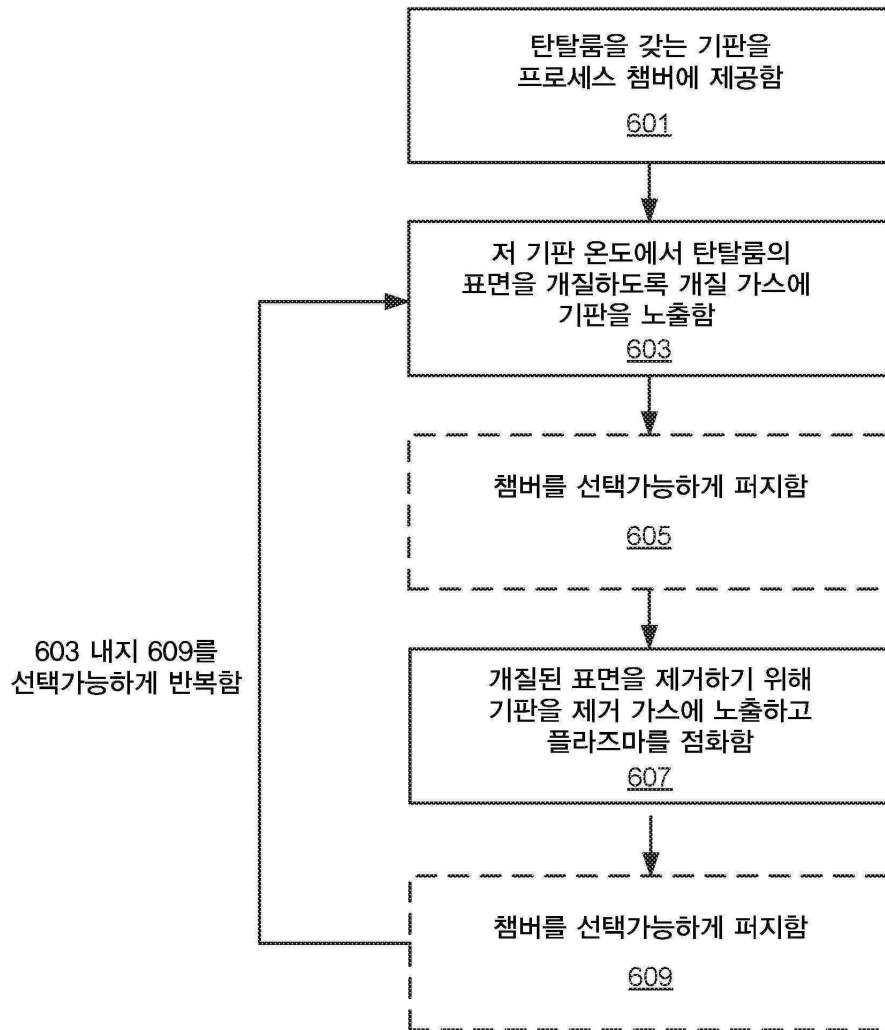 탄탈룸을 갖는 기판을
프로세스 챔버에 제공함
601
저 기판 온도에서 탄탈룸의
표면을 개질하도록 개질 가스에
기판을 노출함
603
챔버를 선택가능하게 퍼지함
605
603 내지 609를
선택가능하게 반복함
개질된 표면을 제거하기 위해
기판을 제거 가스에 노출하고
플라즈마를 점화함
607
챔버를 선택가능하게 퍼지함
609